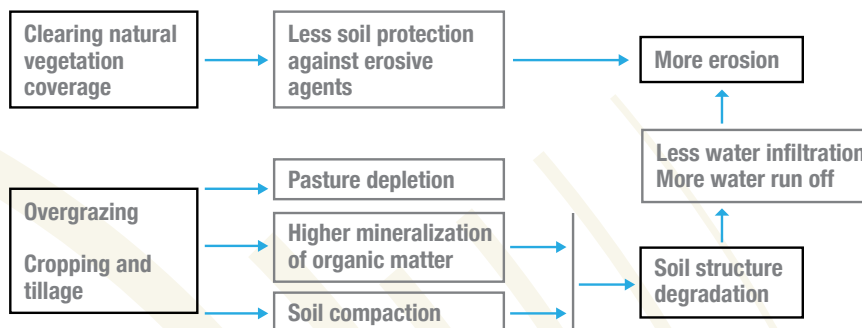 Clearing natural
vegetation
coverage
Less soil protection
against erosive
agents
More erosion
Less water infiltration
More water run off
Pasture depletion
Overgrazing
Cropping and
tillage
Higher mineralization
of organic matter
Soil compaction
Soil structure
degradation